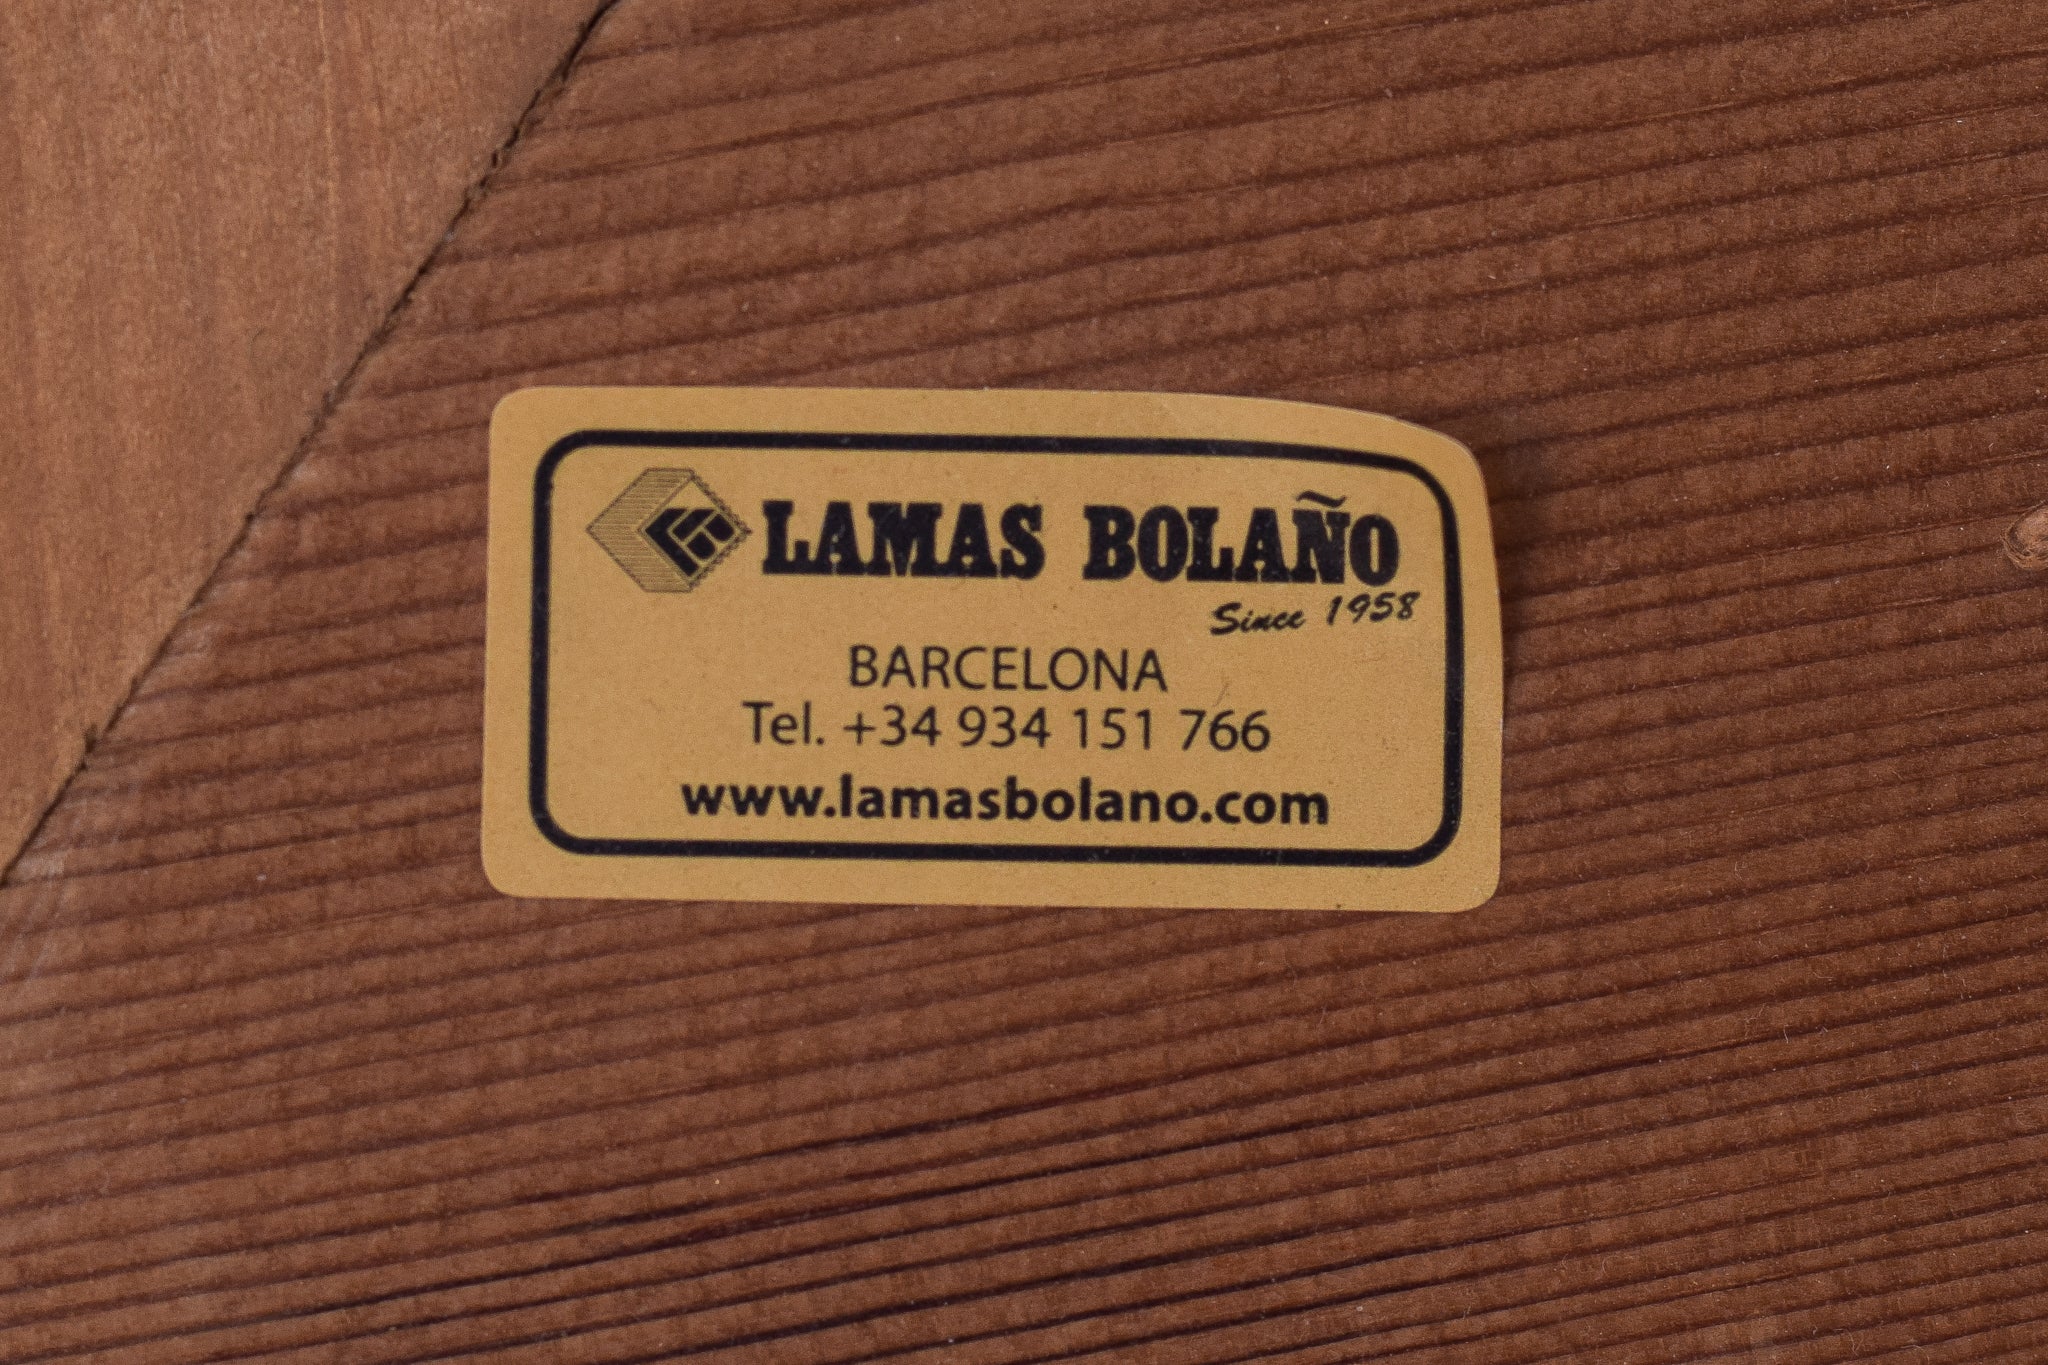 LAMAS BOLAÑO
Since 1958
BARCELONA
Tel. +34 934 151 766
www.lamasbolano.com